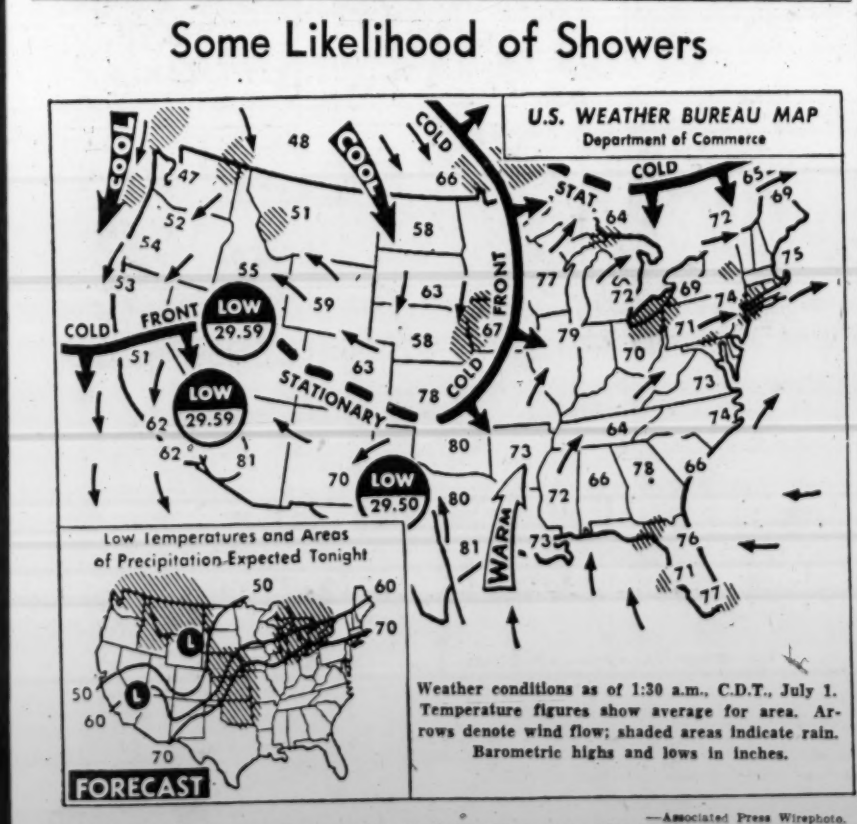 Some Likelihood of Showers
U.S. WEATHER BUREAU MAP
Department of Commerce
COOL
48
COOL
COLD
COLD
65
69
47
66
STAT.
64
72
52
51
58
54
75
53
55
59
63
FRONT
77
72
69
74
LOW
29.59
COLD FRONT
58
67
79
71
51
63
70
STATIONARY
78
COLD
73
LOW
29.59
74
62
64
62°
81
80
73
66
70
LOW
29.50
80
72
66
78
81
WARM
73
76
71
77
Low Temperatures and Areas
of Precipitation Expected Tonight
50
60
70
L
L
50
60
70
FORECAST
Weather conditions as of 1:30 a.m., C.D.T., July 1.
Temperature figures show average for area. Ar-
rows denote wind flow; shaded areas indicate rain.
Barometric highs and lows in inches.
—Associated Press Wirephoto.